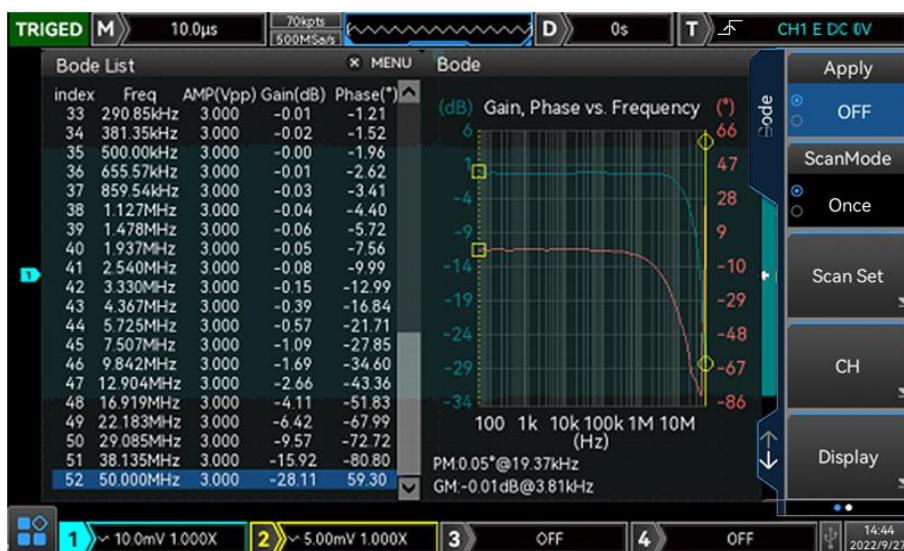 TRIGED M 10.0μs 70kpts 500MSa/s D 0s T CH1 E DC 0V
Bode List × MENU
index Freq AMP(Vpp) Gain(dB) Phase(°)
33 290.85kHz 3.000 -0.01 -1.21
34 381.35kHz 3.000 -0.02 -1.52
35 500.00kHz 3.000 -0.00 -1.96
36 655.57kHz 3.000 -0.01 -2.62
37 859.54kHz 3.000 -0.03 -3.41
38 1.127MHz 3.000 -0.04 -4.40
39 1.478MHz 3.000 -0.06 -5.72
40 1.937MHz 3.000 -0.05 -7.56
41 2.540MHz 3.000 -0.08 -9.99
42 3.330MHz 3.000 -0.15 -12.99
43 4.367MHz 3.000 -0.39 -16.84
44 5.725MHz 3.000 -0.57 -21.71
45 7.507MHz 3.000 -1.09 -27.85
46 9.842MHz 3.000 -1.69 -34.60
47 12.904MHz 3.000 -2.66 -43.36
48 16.919MHz 3.000 -4.11 -51.83
49 22.183MHz 3.000 -6.42 -67.99
50 29.085MHz 3.000 -9.57 -72.72
51 38.135MHz 3.000 -15.92 -80.80
52 50.000MHz 3.000 -28.11 59.30
1
Bode
(dB) Gain, Phase vs. Frequency (°)
6 66
1 47
-4 28
-9 9
-14 -10
-19 -29
-24 -48
-29 -67
-34 -86
100 1k 10k 100k 1M 10M
(Hz)
PM:0.05°@19.37kHz
GM:-0.01dB@3.81kHz
Bode
Apply
OFF
ScanMode
Once
Scan Set
CH
Display
1 10.0mV 1.000X 2 5.00mV 1.000X 3 OFF 4 OFF
14:44
2022/9/27